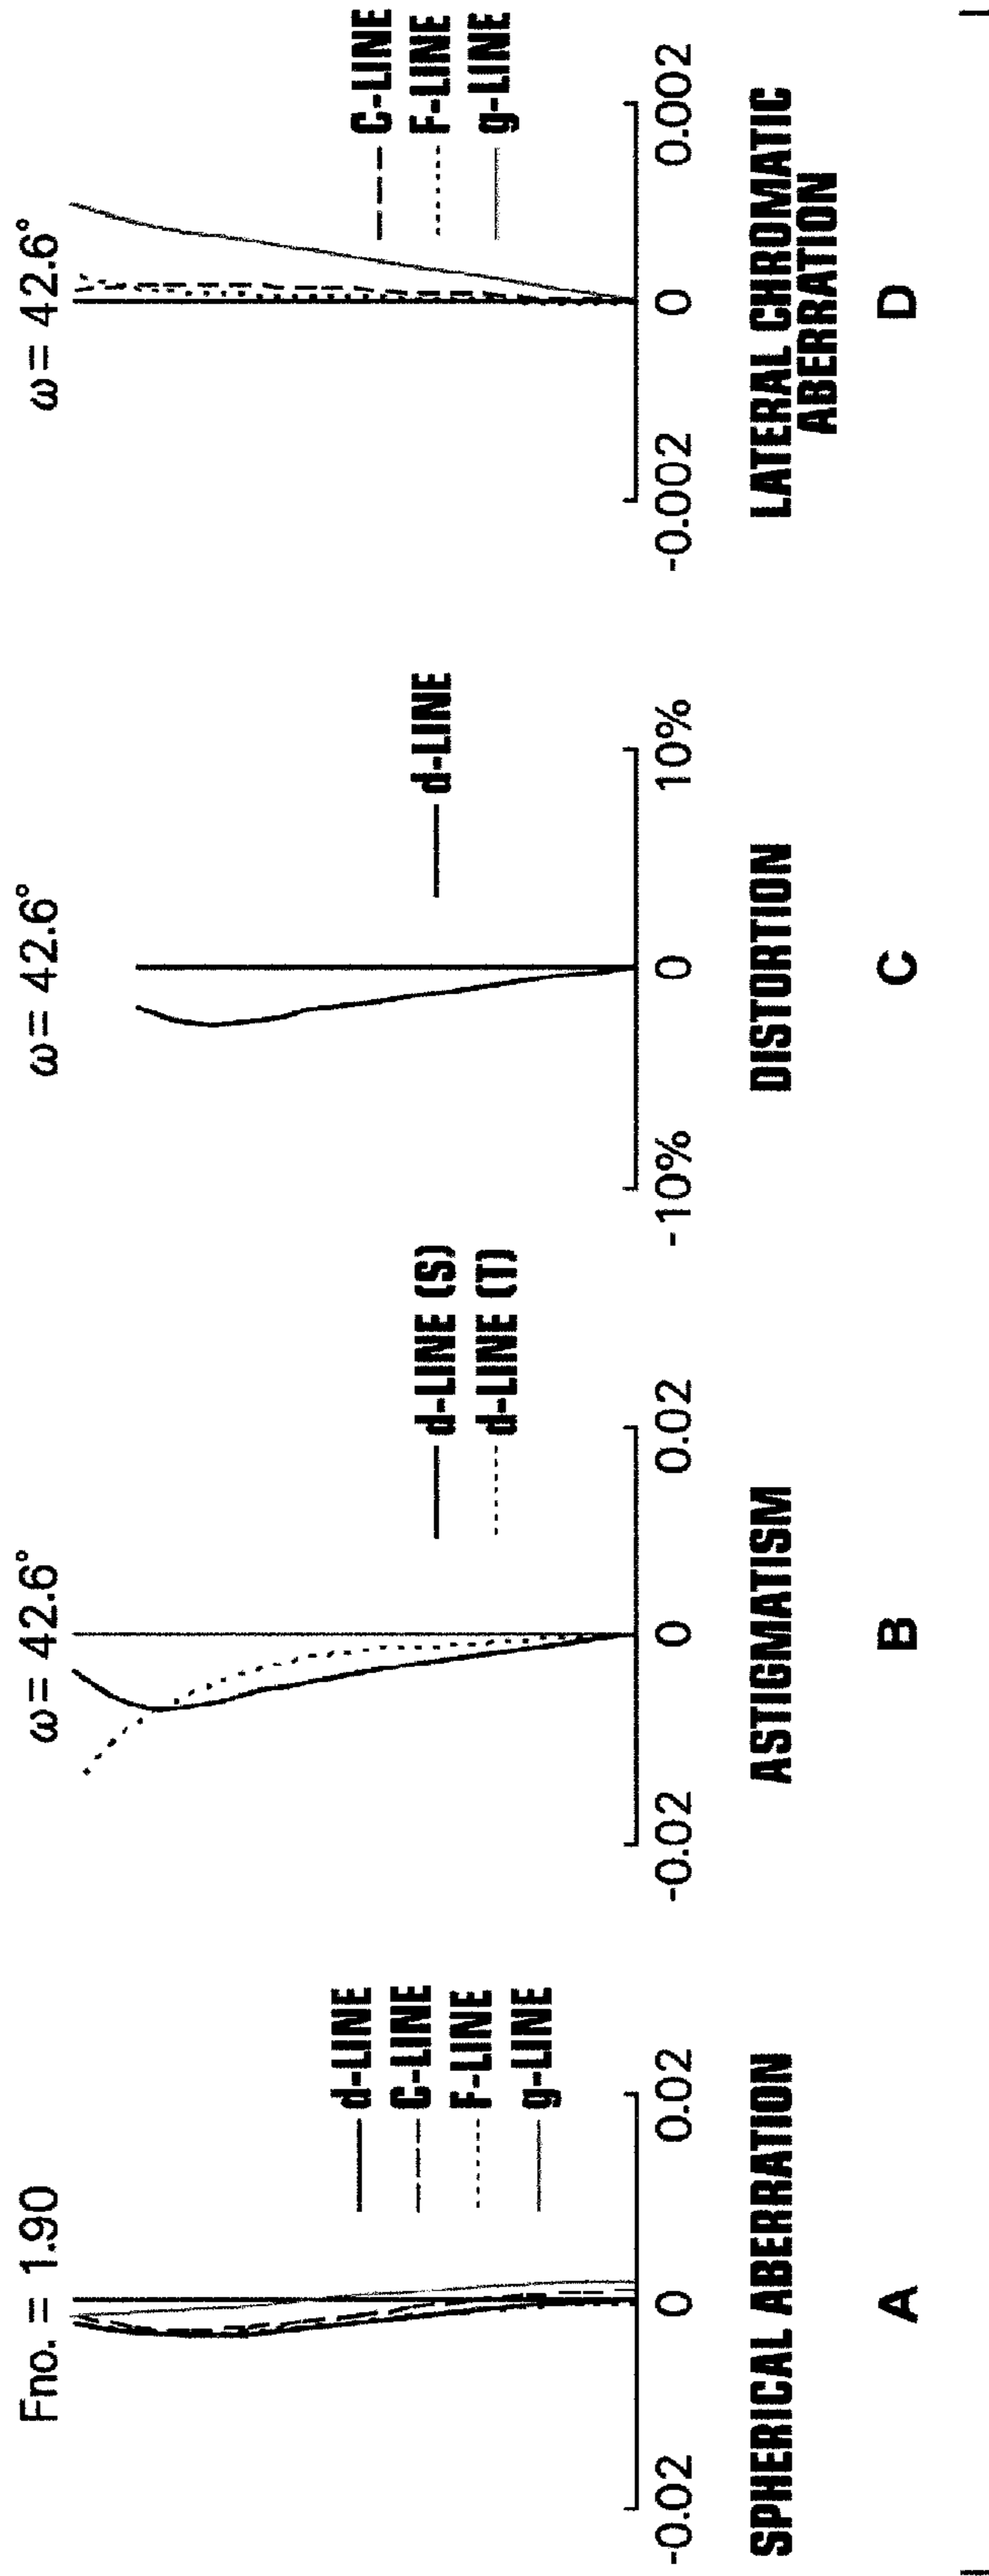 Fno. = 1.90
d-LINE
C-LINE
F-LINE
g-LINE
-0.02
0
0.02
SPHERICAL ABERRATION
A
ω= 42.6°
d-LINE (S)
d-LINE (T)
-0.02
0
0.02
ASTIGMATISM
B
ω= 42.6°
d-LINE
-10%
0
10%
DISTORTION
C
ω= 42.6°
C-LINE
F-LINE
g-LINE
-0.002
0
0.002
LATERAL CHROMATIC
ABERRATION
D